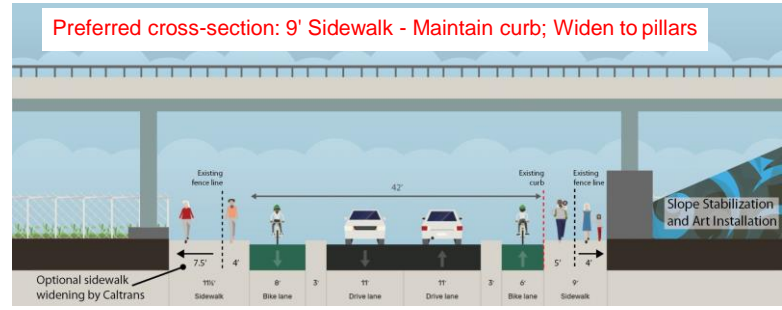 Preferred cross-section: 9' Sidewalk - Maintain curb; Widen to pillars
Existing
fence line
42'
Existing
curb
Existing
fence line
Slope Stabilization
and Art Installation
7.5'
4'
5'
4'
Optional sidewalk
widening by Caltrans
11½'
Sidewalk
8'
Bike lane
3'
11'
Drive lane
11'
Drive lane
3'
6'
Bike lane
9'
Sidewalk